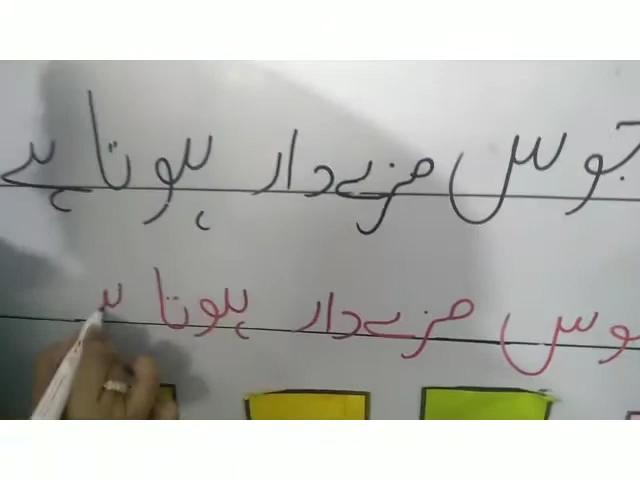 جوس مزے دار ہوتا ہے
وس مزے دار ہوتا ہ